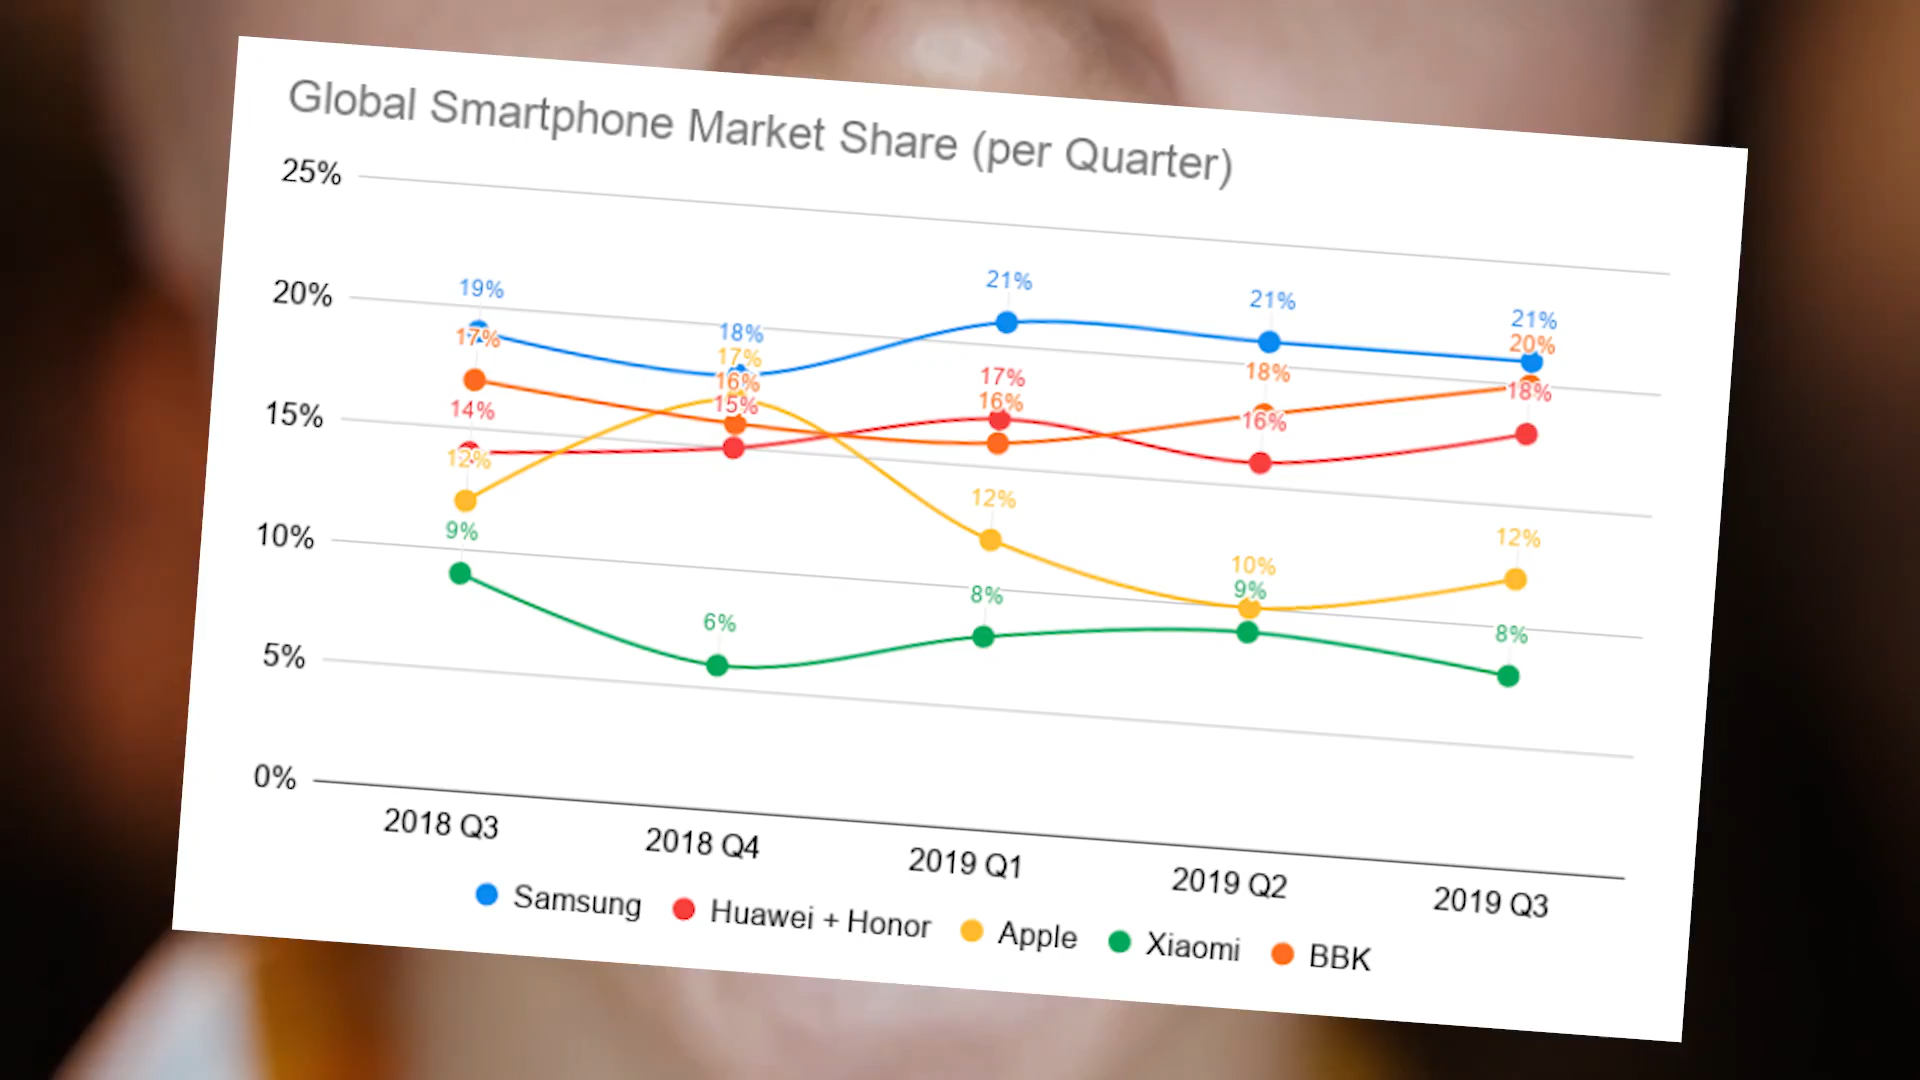 Global Smartphone Market Share (per Quarter)
25%
20%
15%
10%
5%
0%
19%
17%
14%
12%
9%
18%
17%
16%
15%
6%
21%
17%
16%
12%
8%
21%
18%
16%
10%
9%
21%
20%
18%
12%
8%
2018 Q3
2018 Q4
2019 Q1
2019 Q2
2019 Q3
Samsung
Huawei + Honor
Apple
Xiaomi
BBK